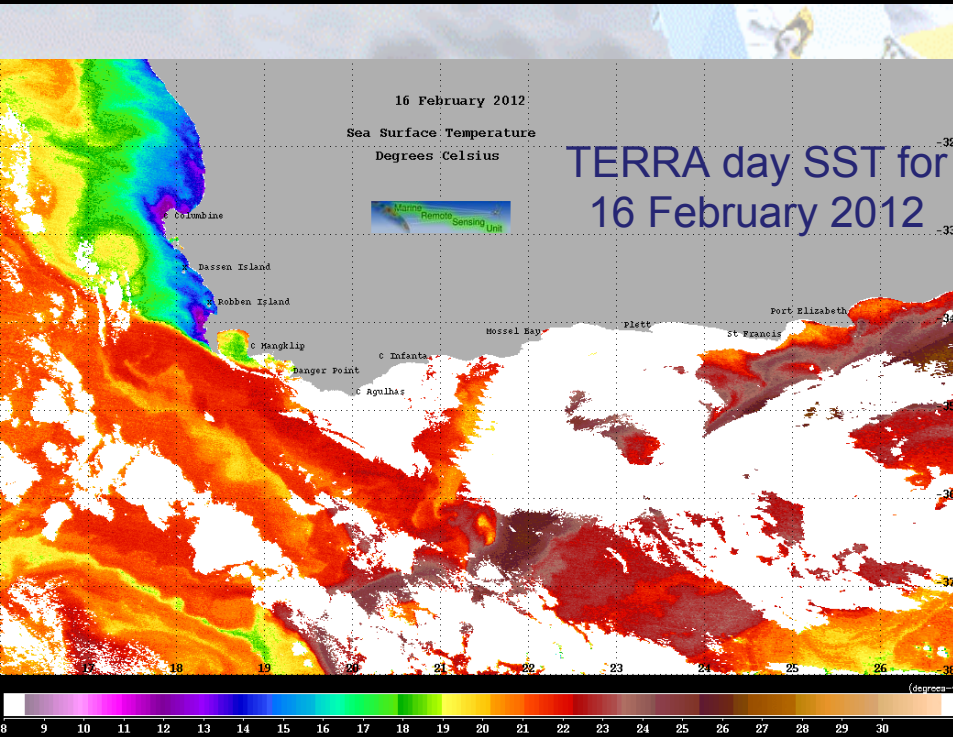 16 February 2012
Sea Surface Temperature
Degrees Celsius
TERRA day SST for
16 February 2012
Marine
Remote
Sensing
Unit
-32
C Columbine
-33
Dassen Island
x Robben Island
Port Elizabeth
-34
Mossel Bay
Plett
St Francis
C Hangklip
C Infanta
Danger Point
C Agulhas
-35
-36
-37
17 18 19 20 21 22 23 24 25 26 -38
(degrees-
8 9 10 11 12 13 14 15 16 17 18 19 20 21 22 23 24 25 26 27 28 29 30